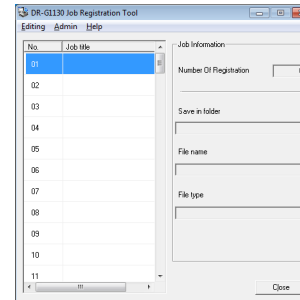 DR-G1130 Job Registration Tool
Editing Admin Help
No. Job title
01
02
03
04
05
06
07
08
09
10
11
Job Information
Number Of Registration
Save in folder
File name
File type
Close